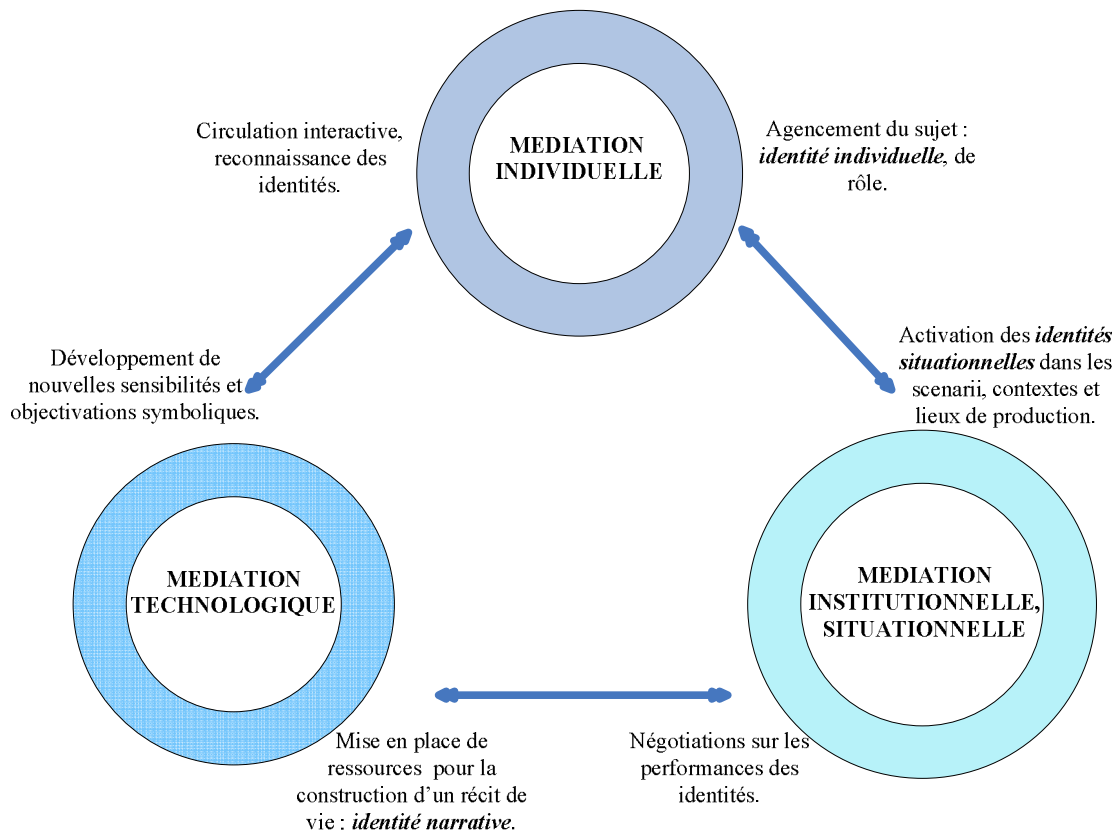 Circulation interactive,
reconnaissance des
identités.
MEDIATION
INDIVIDUELLE
Agencement du sujet :
identité individuelle, de
rôle.
Développement de
nouvelles sensibilités et
objectivations symboliques.
Activation des identités
situationnelles dans les
scenarii, contextes et
lieux de production.
MEDIATION
TECHNOLOGIQUE
MEDIATION
INSTITUTIONNELLE,
SITUATIONNELLE
Mise en place de
ressources pour la
construction d’un récit de
vie : identité narrative.
Négotiations sur les
performances des
identités.